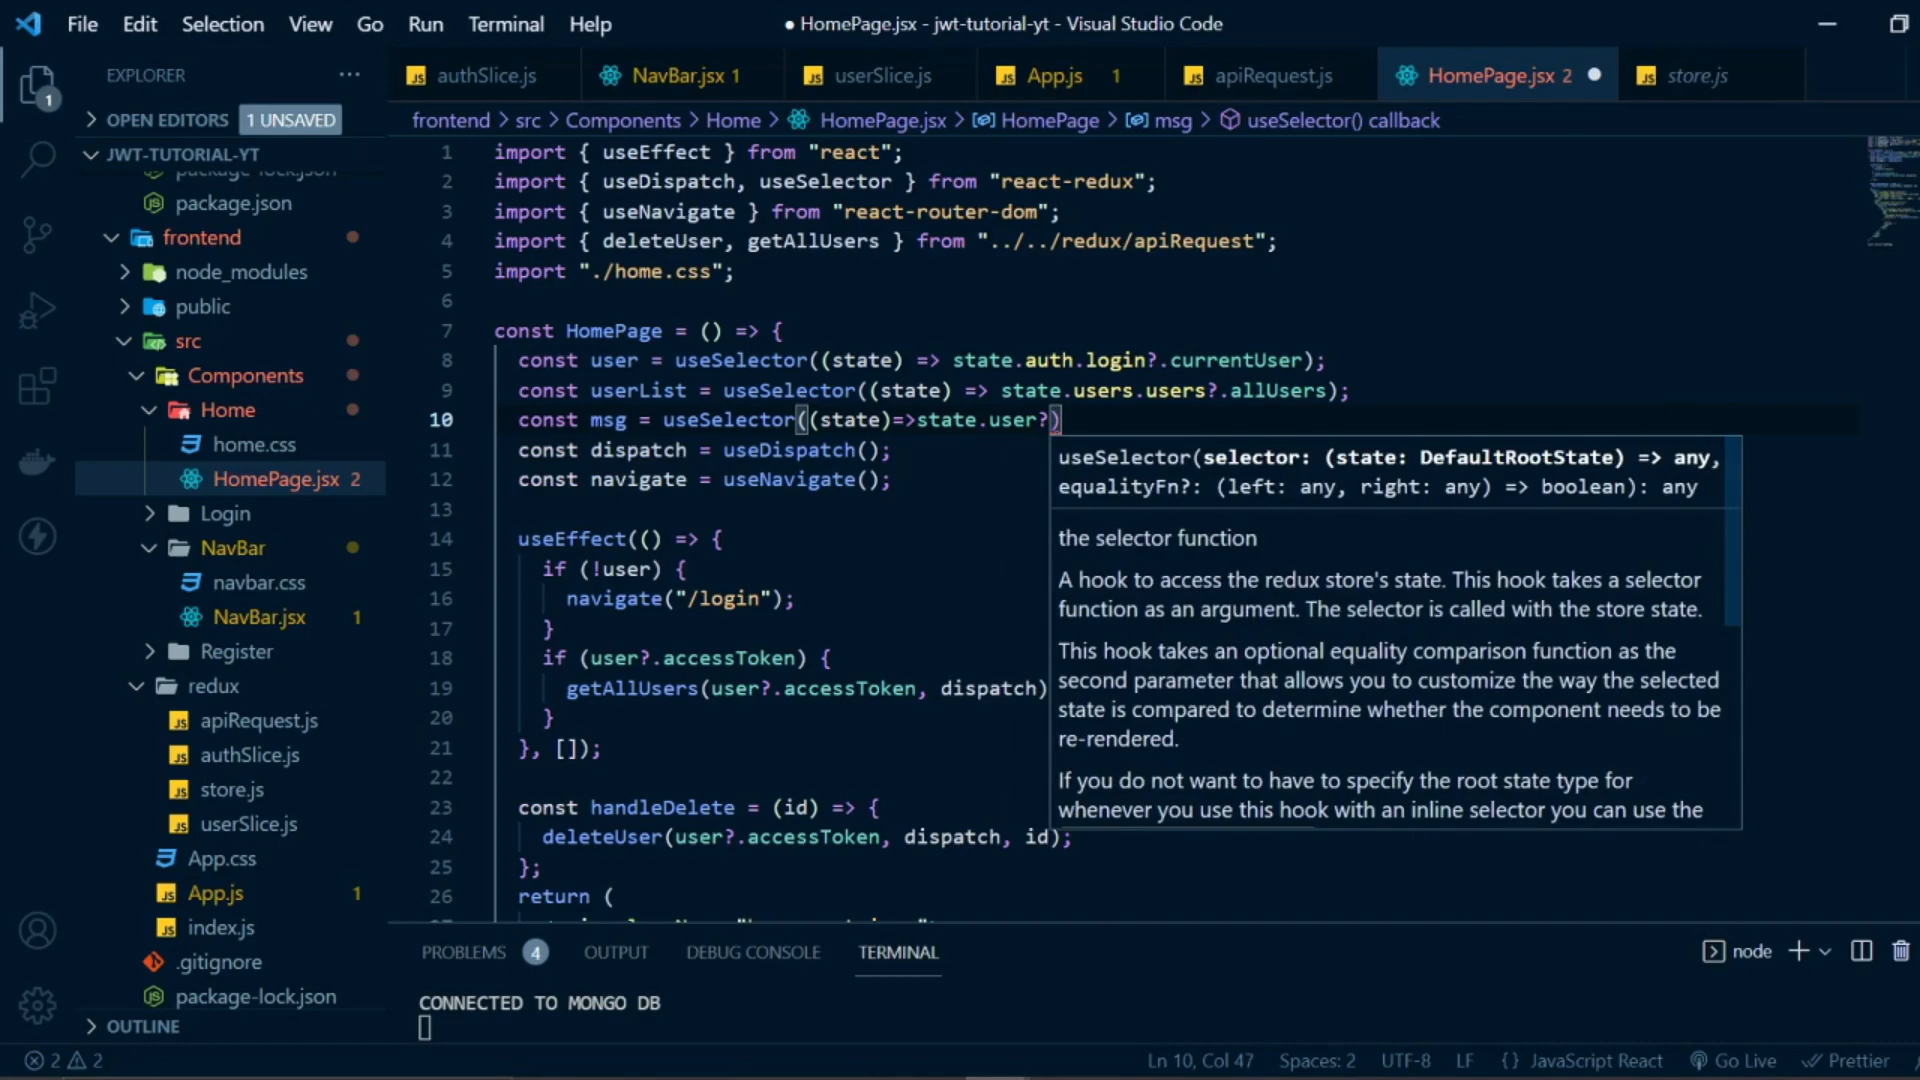 File Edit Selection View Go Run Terminal Help
● HomePage.jsx - jwt-tutorial-yt - Visual Studio Code
EXPLORER
authSlice.js NavBar.jsx 1 userSlice.js App.js 1 apiRequest.js HomePage.jsx 2 store.js
1
OPEN EDITORS 1 UNSAVED
frontend > src > Components > Home > HomePage.jsx > HomePage > msg > useSelector() callback
JWT-TUTORIAL-YT
package-lock.json
package.json
frontend
node_modules
public
src
Components
Home
home.css
HomePage.jsx 2
Login
NavBar
navbar.css
NavBar.jsx 1
Register
redux
apiRequest.js
authSlice.js
store.js
userSlice.js
App.css
App.js 1
index.js
.gitignore
package-lock.json
OUTLINE
1 import { useEffect } from "react";
2 import { useDispatch, useSelector } from "react-redux";
3 import { useNavigate } from "react-router-dom";
4 import { deleteUser, getAllUsers } from "../../redux/apiRequest";
5 import "./home.css";
6
7 const HomePage = () => {
8 const user = useSelector((state) => state.auth.login?.currentUser);
9 const userList = useSelector((state) => state.users.users?.allUsers);
10 const msg = useSelector((state)=>state.user?)
11 const dispatch = useDispatch();
12 const navigate = useNavigate();
13
14 useEffect(() => {
15 if (!user) {
16 navigate("/login");
17 }
18 if (user?.accessToken) {
19 getAllUsers(user?.accessToken, dispatch)
20 }
21 }, []);
22
23 const handleDelete = (id) => {
24 deleteUser(user?.accessToken, dispatch, id);
25 };
26 return (
useSelector(selector: (state: DefaultRootState) => any,
equalityFn?: (left: any, right: any) => boolean): any
the selector function
A hook to access the redux store's state. This hook takes a selector
function as an argument. The selector is called with the store state.
This hook takes an optional equality comparison function as the
second parameter that allows you to customize the way the selected
state is compared to determine whether the component needs to be
re-rendered.
If you do not want to have to specify the root state type for
whenever you use this hook with an inline selector you can use the
PROBLEMS 4 OUTPUT DEBUG CONSOLE TERMINAL
node
CONNECTED TO MONGO DB
2 2
Ln 10, Col 47 Spaces: 2 UTF-8 LF {} JavaScript React Go Live Prettier